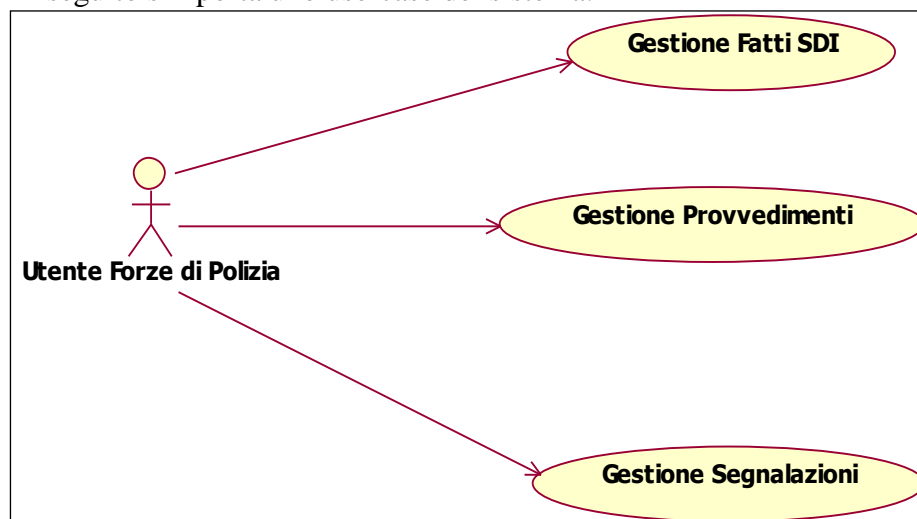 Gestione Fatti SDI
Gestione Provvedimenti
Utente Forze di Polizia
Gestione Segnalazioni